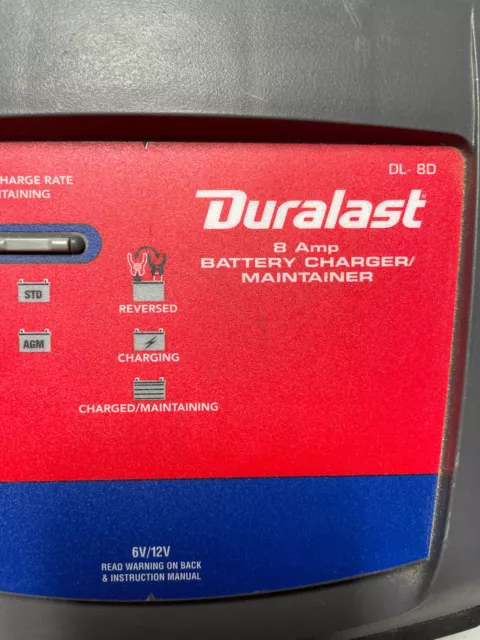 DL- 8D
HARGE RATE
NTAINING
Duralast
8 Amp
BATTERY CHARGER/
MAINTAINER
STD
REVERSED
AGM
CHARGING
CHARGED/MAINTAINING
6V/12V
READ WARNING ON BACK
& INSTRUCTION MANUAL